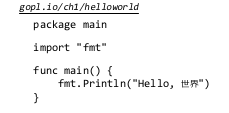 gopl.io/ch1/helloworld
package main
import "fmt"
func main() {
fmt.Println("Hello, 世界")
}